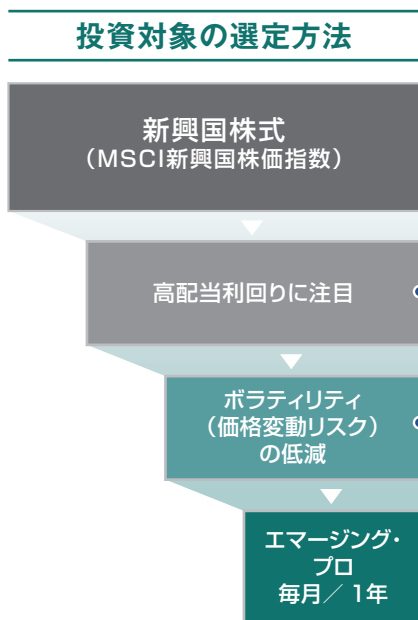 投資対象の選定方法
新興国株式
（MSCI新興国株価指数）
高配当利回りに注目
ボラティリティ
（価格変動リスク）
の低減
エマージング・
プロ
毎月／1年